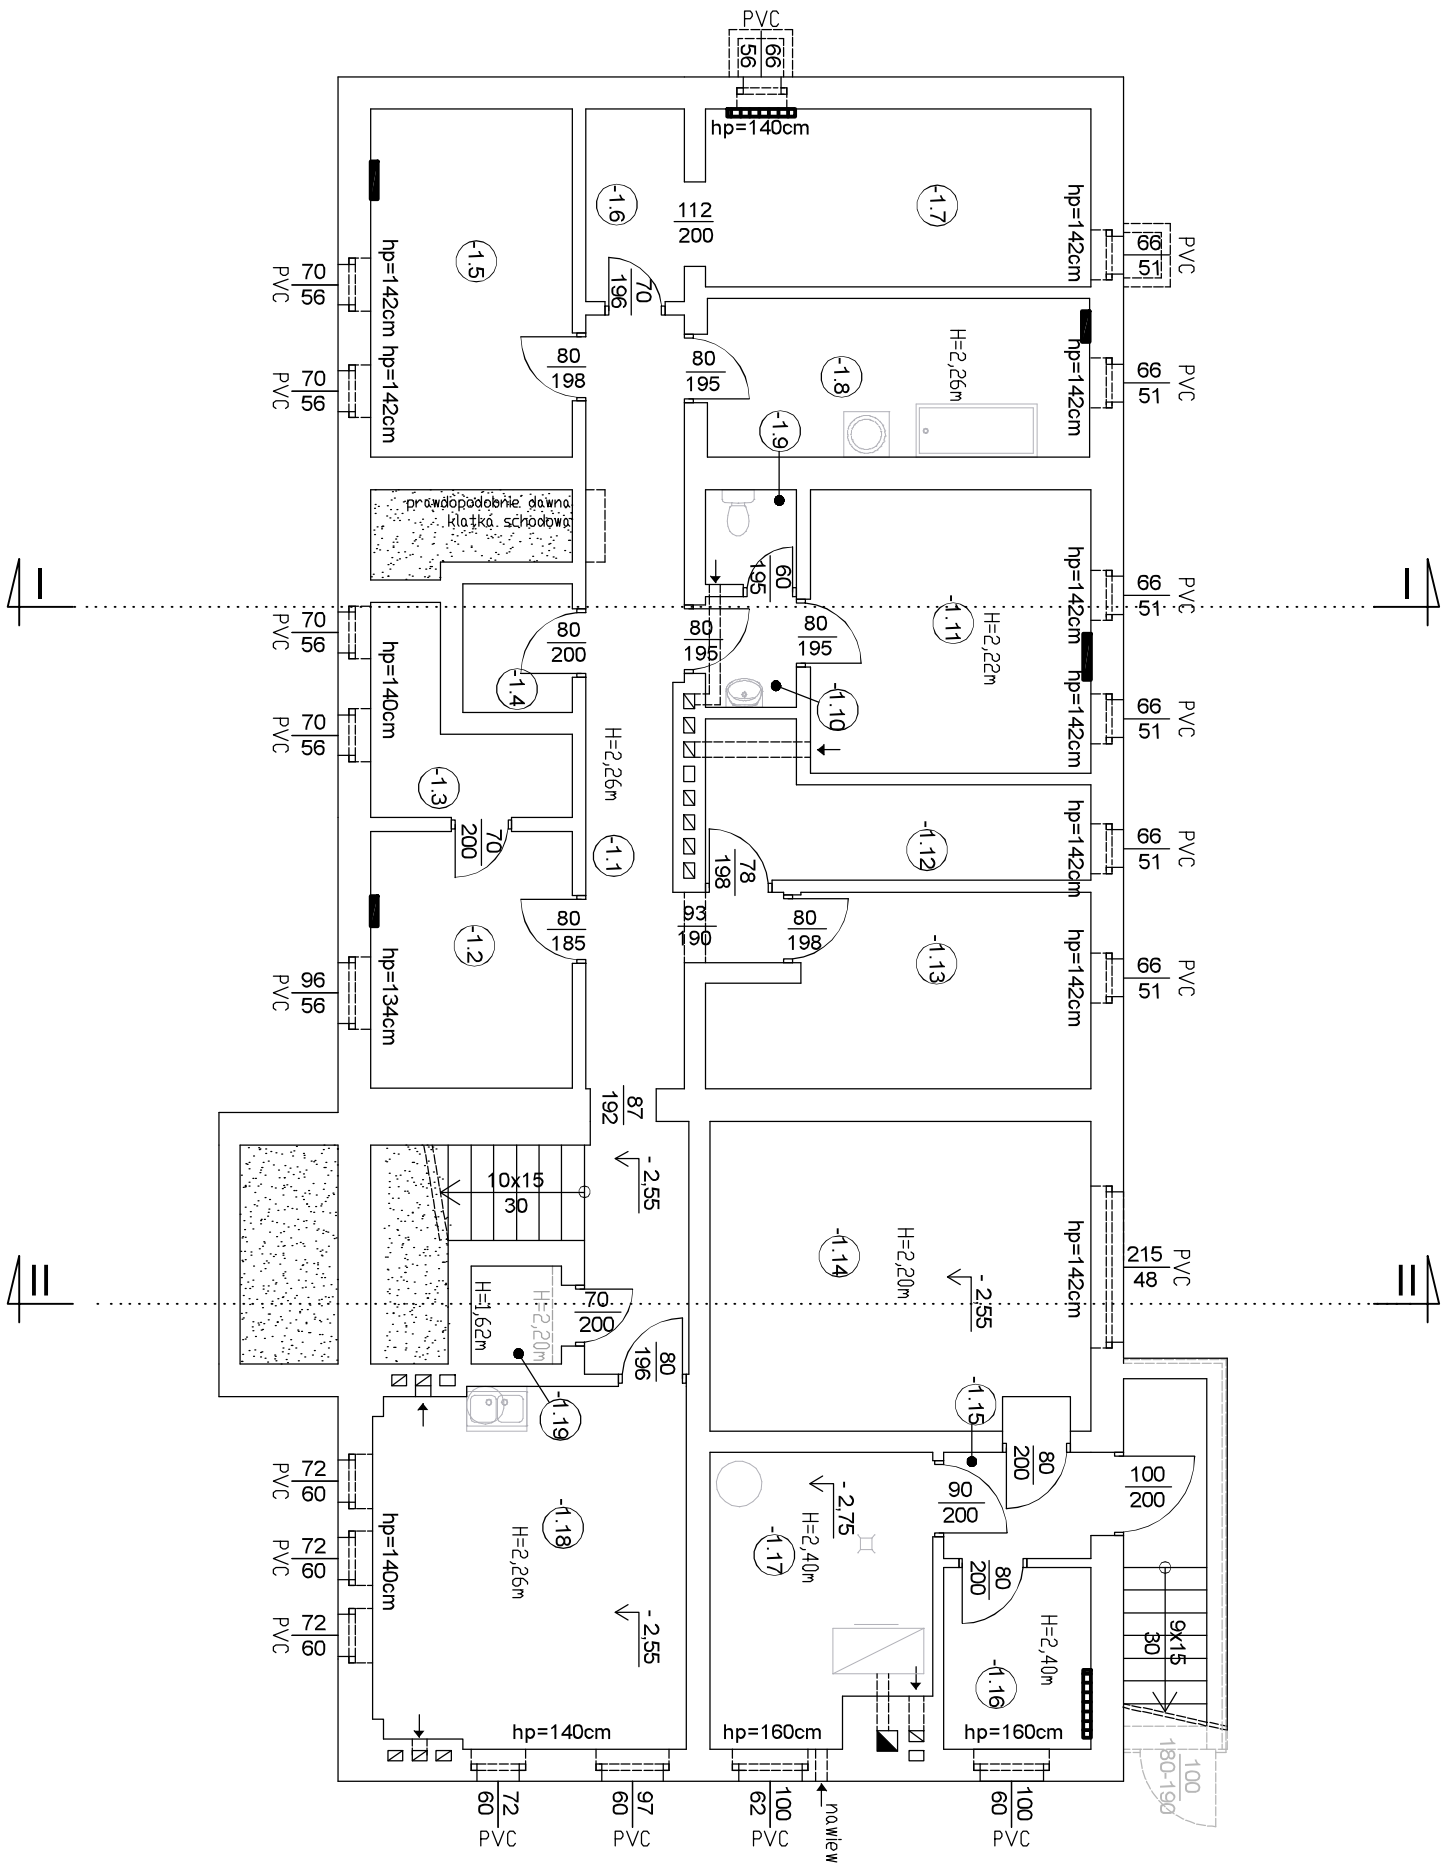 PVC
66
56
hp=140cm
-1.7
-1.6
112
200
hp=142cm
66
51
PVC
-1.5
70
196
PVC
70
56
hp=142cm
80
198
80
195
-1.8
H=2,26m
hp=142cm
66
51
PVC
PVC
70
56
hp=142cm
-1.9
prawdopodobnie dawna
klatka schodowa
60
195
I
I
hp=142cm
66
51
PVC
PVC
70
56
80
200
80
195
80
195
-1.11
H=2,22m
hp=140cm
-1.4
-1.10
hp=142cm
66
51
PVC
PVC
70
56
H=2,26m
-1.3
70
200
-1.1
78
198
-1.12
hp=142cm
66
51
PVC
-1.2
80
185
93
190
80
198
-1.13
hp=142cm
66
51
PVC
PVC
96
56
hp=134cm
87
192
10x15
30
- 2,55
-1.14
H=2,20m
- 2,55
hp=142cm
215
48
PVC
II
II
H=1,62m
H=2,20m
70
200
80
196
-1.19
-1.15
80
200
100
200
PVC
72
60
-1.18
H=2,26m
- 2,75
-1.17
H=2,40m
90
200
80
200
PVC
72
60
hp=140cm
PVC
72
60
- 2,55
H=2,40m
-1.16
9x15
30
hp=140cm
hp=160cm
hp=160cm
100
180-190
72
60
PVC
97
60
PVC
100
62
PVC
nawiew
100
60
PVC